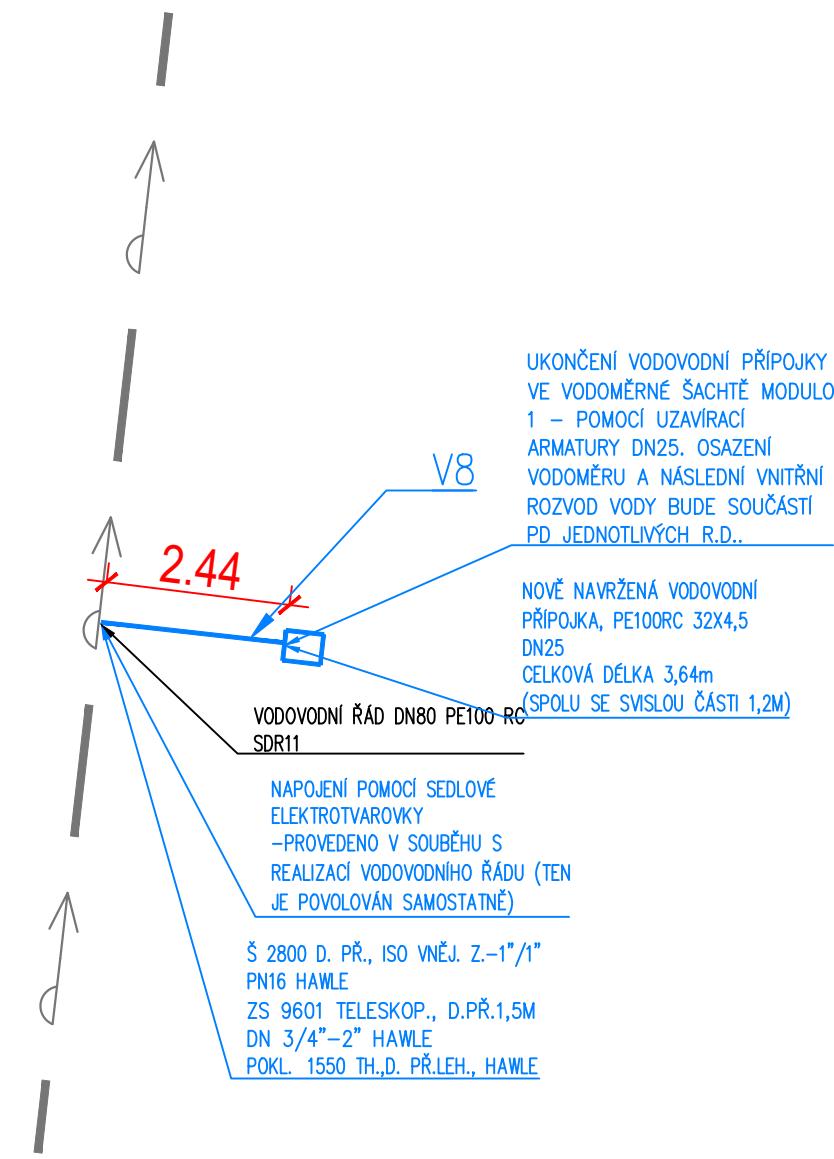 UKONČENÍ VODOVODNÍ PŘÍPOJKY
VE VODOMĚRNÉ ŠACHTĚ MODULO
1 – POMOCÍ UZAVÍRACÍ
ARMATURY DN25. OSAZENÍ
VODOMĚRU A NÁSLEDNÍ VNITŘNÍ
ROZVOD VODY BUDE SOUČÁSTÍ
PD JEDNOTLIVÝCH R.D..
V8
2.44
NOVĚ NAVRŽENÁ VODOVODNÍ
PŘÍPOJKA, PE100RC 32X4,5
DN25
CELKOVÁ DÉLKA 3,64m
(SPOLU SE SVISLOU ČÁSTI 1,2M)
VODOVODNÍ ŘÁD DN80 PE100 RC
SDR11
NAPOJENÍ POMOCÍ SEDLOVÉ
ELEKTROTVAROVKY
–PROVEDENO V SOUBĚHU S
REALIZACÍ VODOVODNÍHO ŘÁDU (TEN
JE POVOLOVÁN SAMOSTATNĚ)
Š 2800 D. PŘ., ISO VNĚJ. Z.–1”/1”
PN16 HAWLE
ZS 9601 TELESKOP., D.PŘ.1,5M
DN 3/4”–2” HAWLE
POKL. 1550 TH.,D. PŘ.LEH., HAWLE